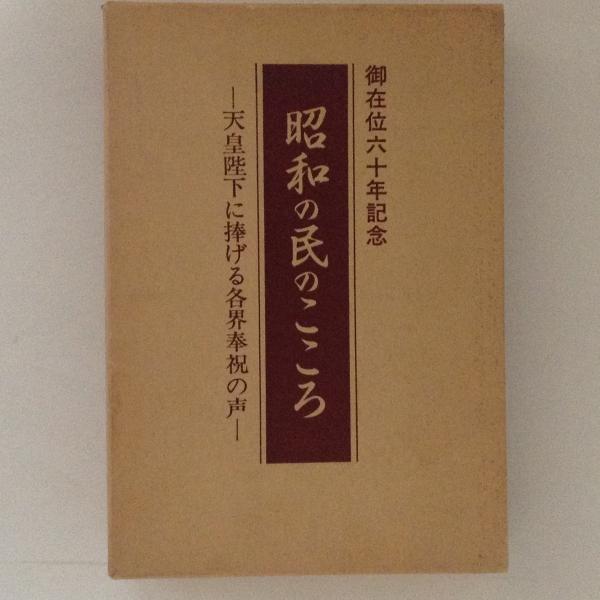 御在位六十年記念
昭和の民のこころ
―天皇陛下に捧げる各界奉祝の声―